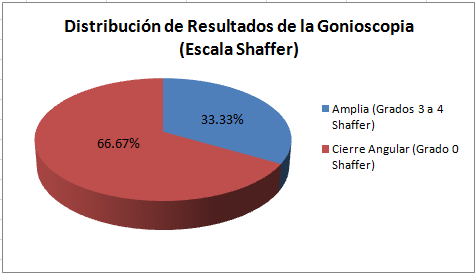 Distribución de Resultados de la Gonioscopia
(Escala Shaffer)
33.33%
66.67%
Amplia (Grados 3 a 4
Shaffer)
Cierre Angular (Grado 0
Shaffer)